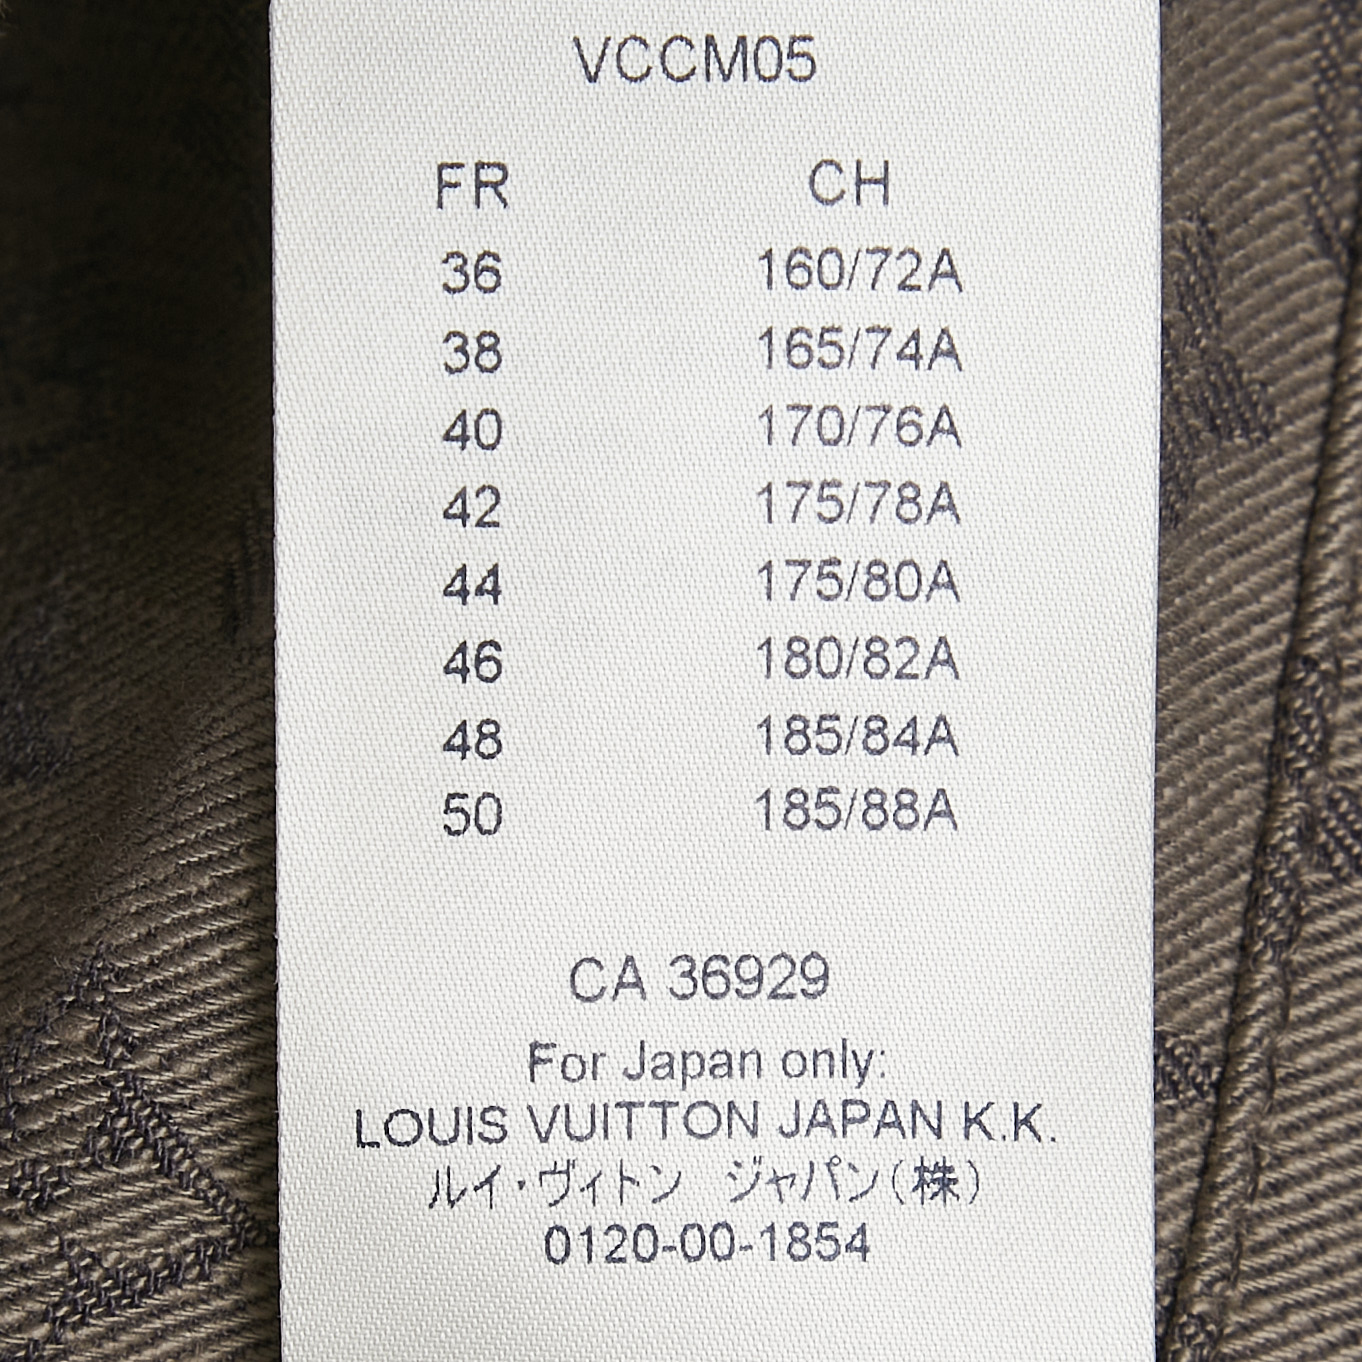 VCCM05
FR CH
36 160/72A
38 165/74A
40 170/76A
42 175/78A
44 175/80A
46 180/82A
48 185/84A
50 185/88A
CA 36929
For Japan only:
LOUIS VUITTON JAPAN K.K.
ルイ・ヴィトン ジャパン(株)
0120-00-1854